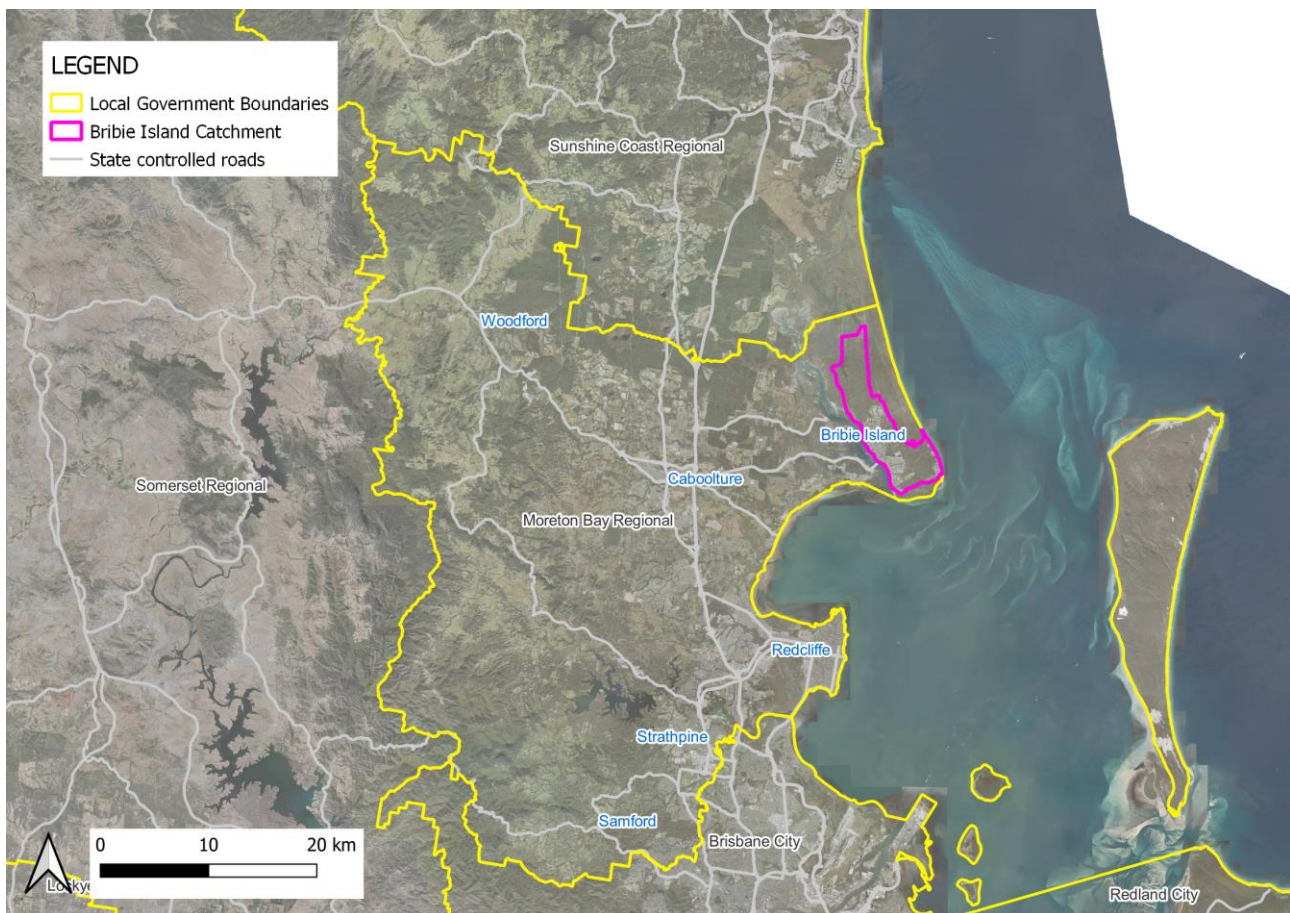 LEGEND
Local Government Boundaries
Bribie Island Catchment
State controlled roads
Sunshine Coast Regional
Woodford
Bribie Island
Caboolture
Somerset Regional
Moreton Bay Regional
Redcliffe
Strathpine
Samford
Brisbane City
0 10 20 km
Redland City